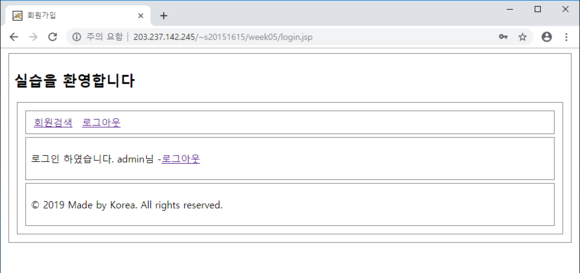 회원가입
주의 요함 | 203.237.142.245/~s20151615/week05/login.jsp
실습을 환영합니다
회원검색 로그아웃
로그인 하였습니다. admin님 -로그아웃
© 2019 Made by Korea. All rights reserved.